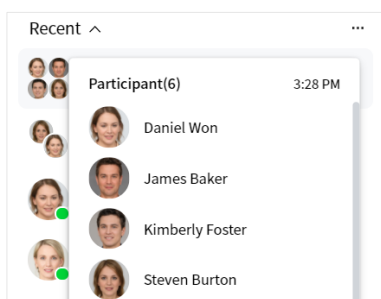 Recent
Participant(6) 3:28 PM
Daniel Won
James Baker
Kimberly Foster
Steven Burton